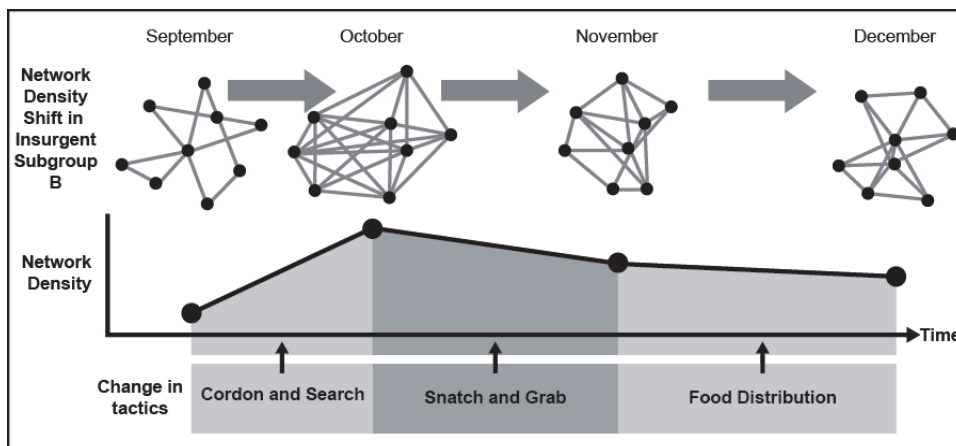 September
October
November
December
Network
Density
Shift in
Insurgent
Subgroup
B
Network
Density
Time
Change in
tactics
Cordon and Search
Snatch and Grab
Food Distribution